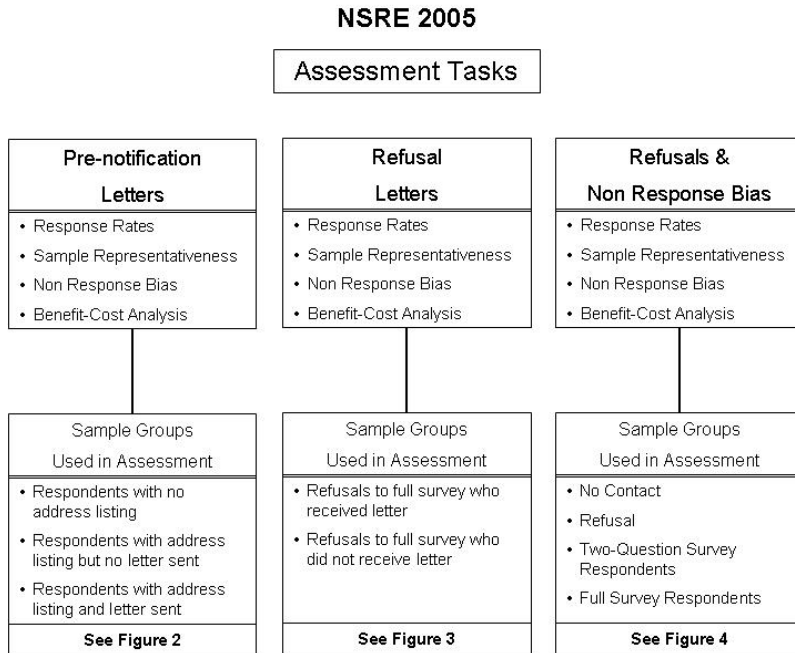 NSRE 2005
Assessment Tasks
Pre-notification
Letters
• Response Rates
• Sample Representativeness
• Non Response Bias
• Benefit-Cost Analysis
Sample Groups
Used in Assessment
• Respondents with no
address listing
• Respondents with address
listing but no letter sent
• Respondents with address
listing and letter sent
See Figure 2
Refusal
Letters
• Response Rates
• Sample Representativeness
• Non Response Bias
• Benefit-Cost Analysis
Sample Groups
Used in Assessment
• Refusals to full survey who
received letter
• Refusals to full survey who
did not receive letter
See Figure 3
Refusals &
Non Response Bias
• Response Rates
• Sample Representativeness
• Non Response Bias
• Benefit-Cost Analysis
Sample Groups
Used in Assessment
• No Contact
• Refusal
• Two-Question Survey
Respondents
• Full Survey Respondents
See Figure 4